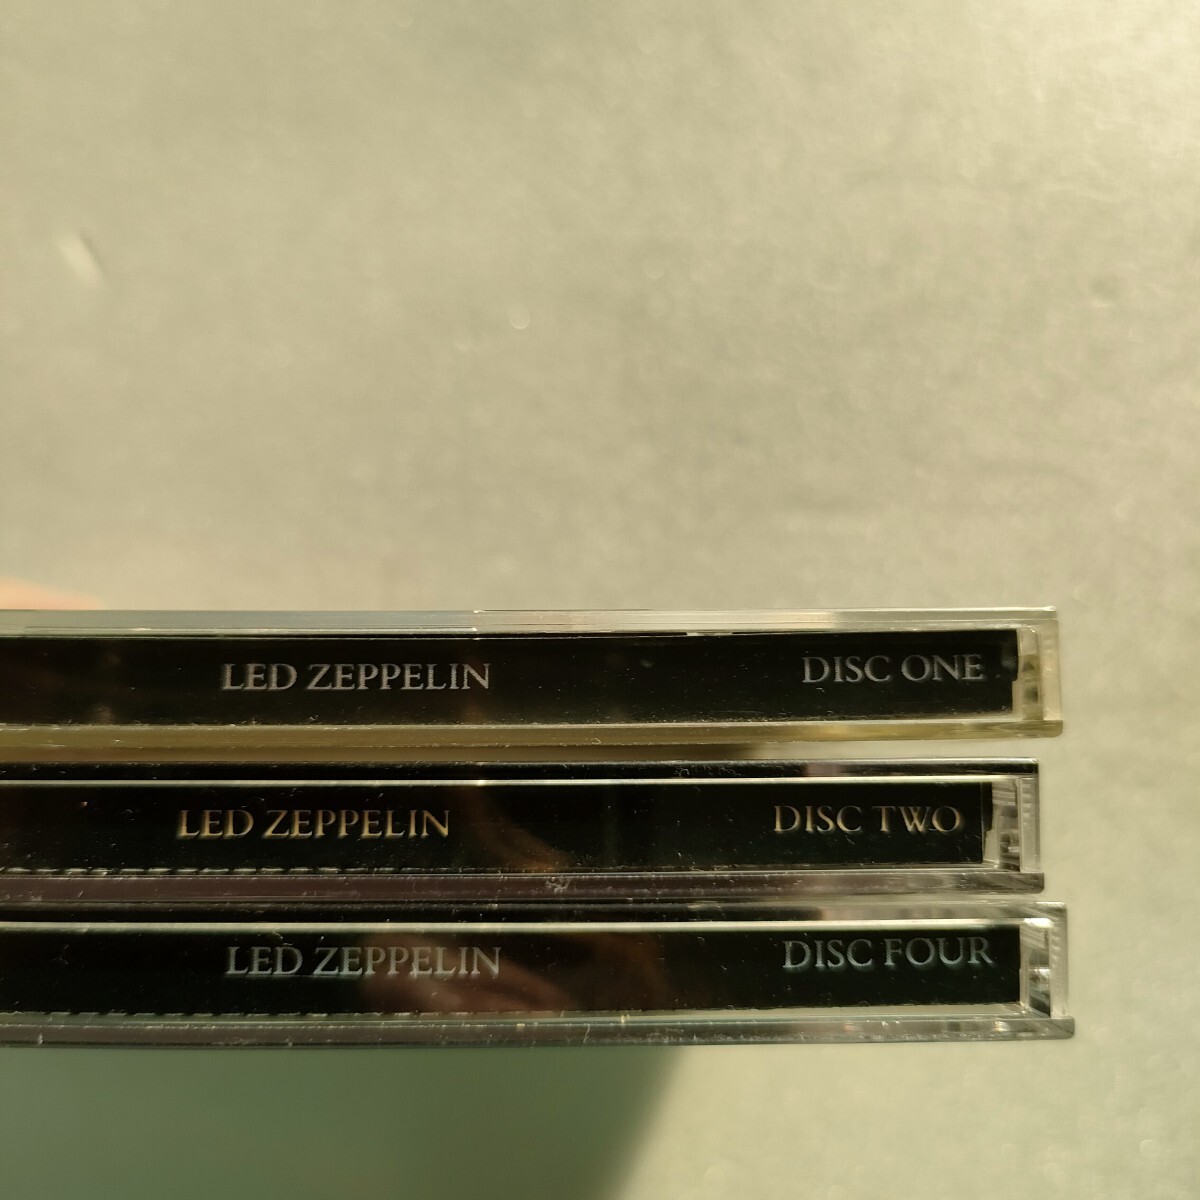 LED ZEPPELIN DISC ONE
LED ZEPPELIN DISC TWO
LED ZEPPELIN DISC FOUR